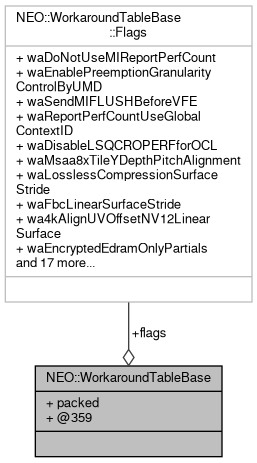 NEO::WorkaroundTableBase
::Flags
+ waDoNotUseMIReportPerfCount
+ waEnablePreemptionGranularity
ControlByUMD
+ waSendMIFLUSHBeforeVFE
+ waReportPerfCountUseGlobal
ContextID
+ waDisableLSQCROPERFforOCL
+ waMsaa8xTileYDepthPitchAlignment
+ waLosslessCompressionSurface
Stride
+ waFbcLinearSurfaceStride
+ wa4kAlignUVOffsetNV12Linear
Surface
+ waEncryptedEdramOnlyPartials
and 17 more...
+flags
NEO::WorkaroundTableBase
+ packed
+ @359